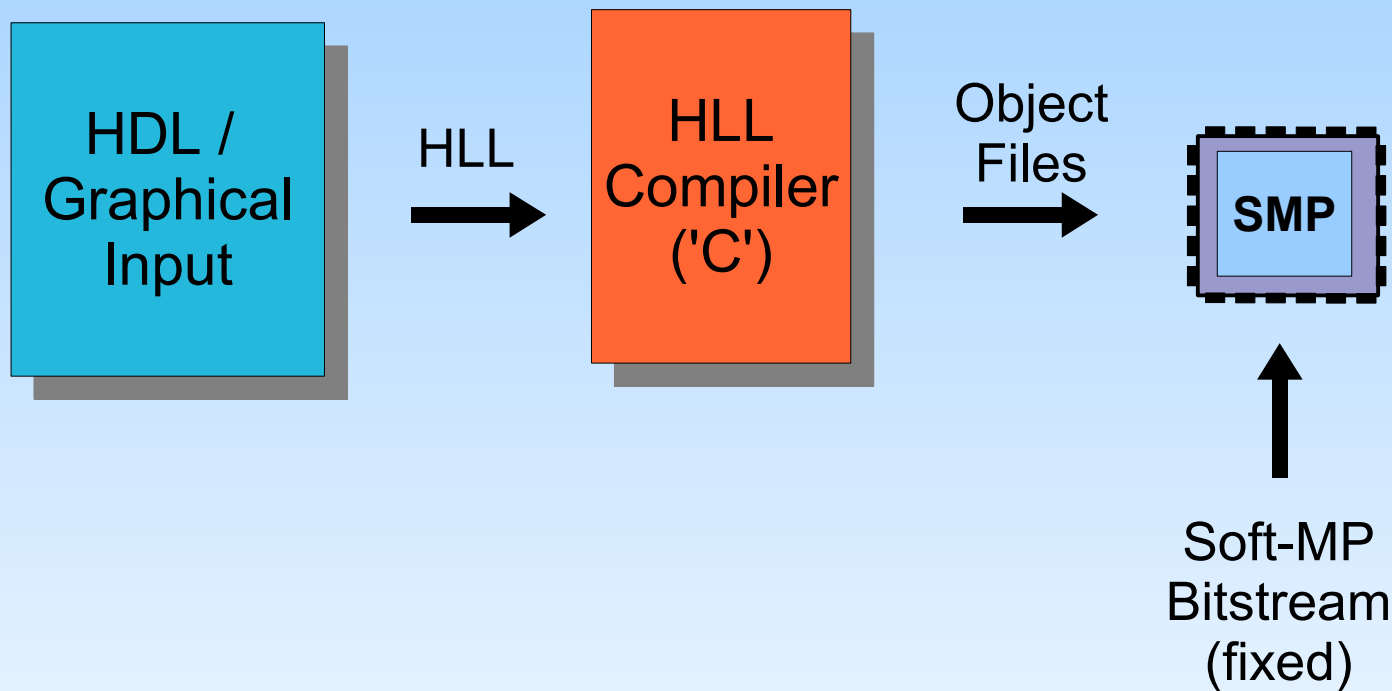 HDL /
Graphical
Input
HLL
HLL
Compiler
('C')
Object
Files
SMP
Soft-MP
Bitstream
(fixed)